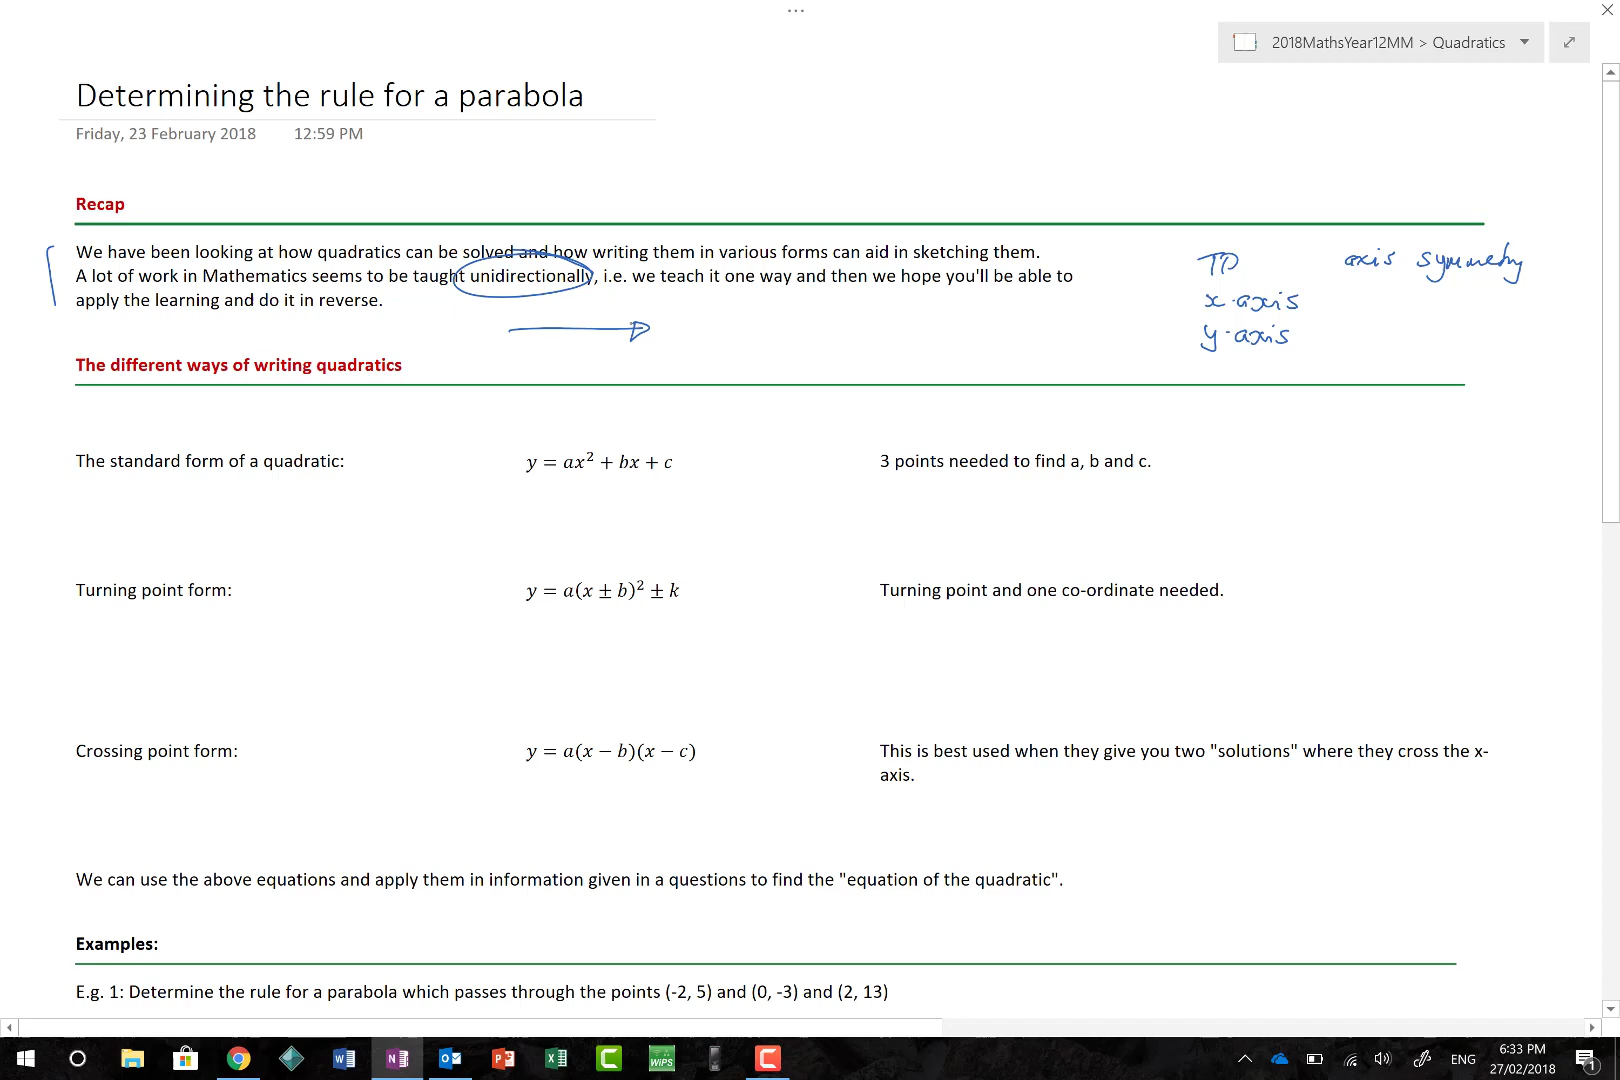 2018MathsYear12MM > Quadratics
Determining the rule for a parabola
Friday, 23 February 2018 12:59 PM
Recap
We have been looking at how quadratics can be solved and how writing them in various forms can aid in sketching them.
A lot of work in Mathematics seems to be taught unidirectionally, i.e. we teach it one way and then we hope you'll be able to
apply the learning and do it in reverse.
TP axis symmetry
x-axis
y-axis
The different ways of writing quadratics
The standard form of a quadratic: y = ax² + bx + c 3 points needed to find a, b and c.
Turning point form: y = a(x ± b)² ± k Turning point and one co-ordinate needed.
Crossing point form: y = a(x − b)(x − c) This is best used when they give you two "solutions" where they cross the x-
axis.
We can use the above equations and apply them in information given in a questions to find the "equation of the quadratic".
Examples:
E.g. 1: Determine the rule for a parabola which passes through the points (-2, 5) and (0, -3) and (2, 13)
WiPS
ENG
6:33 PM
27/02/2018
1